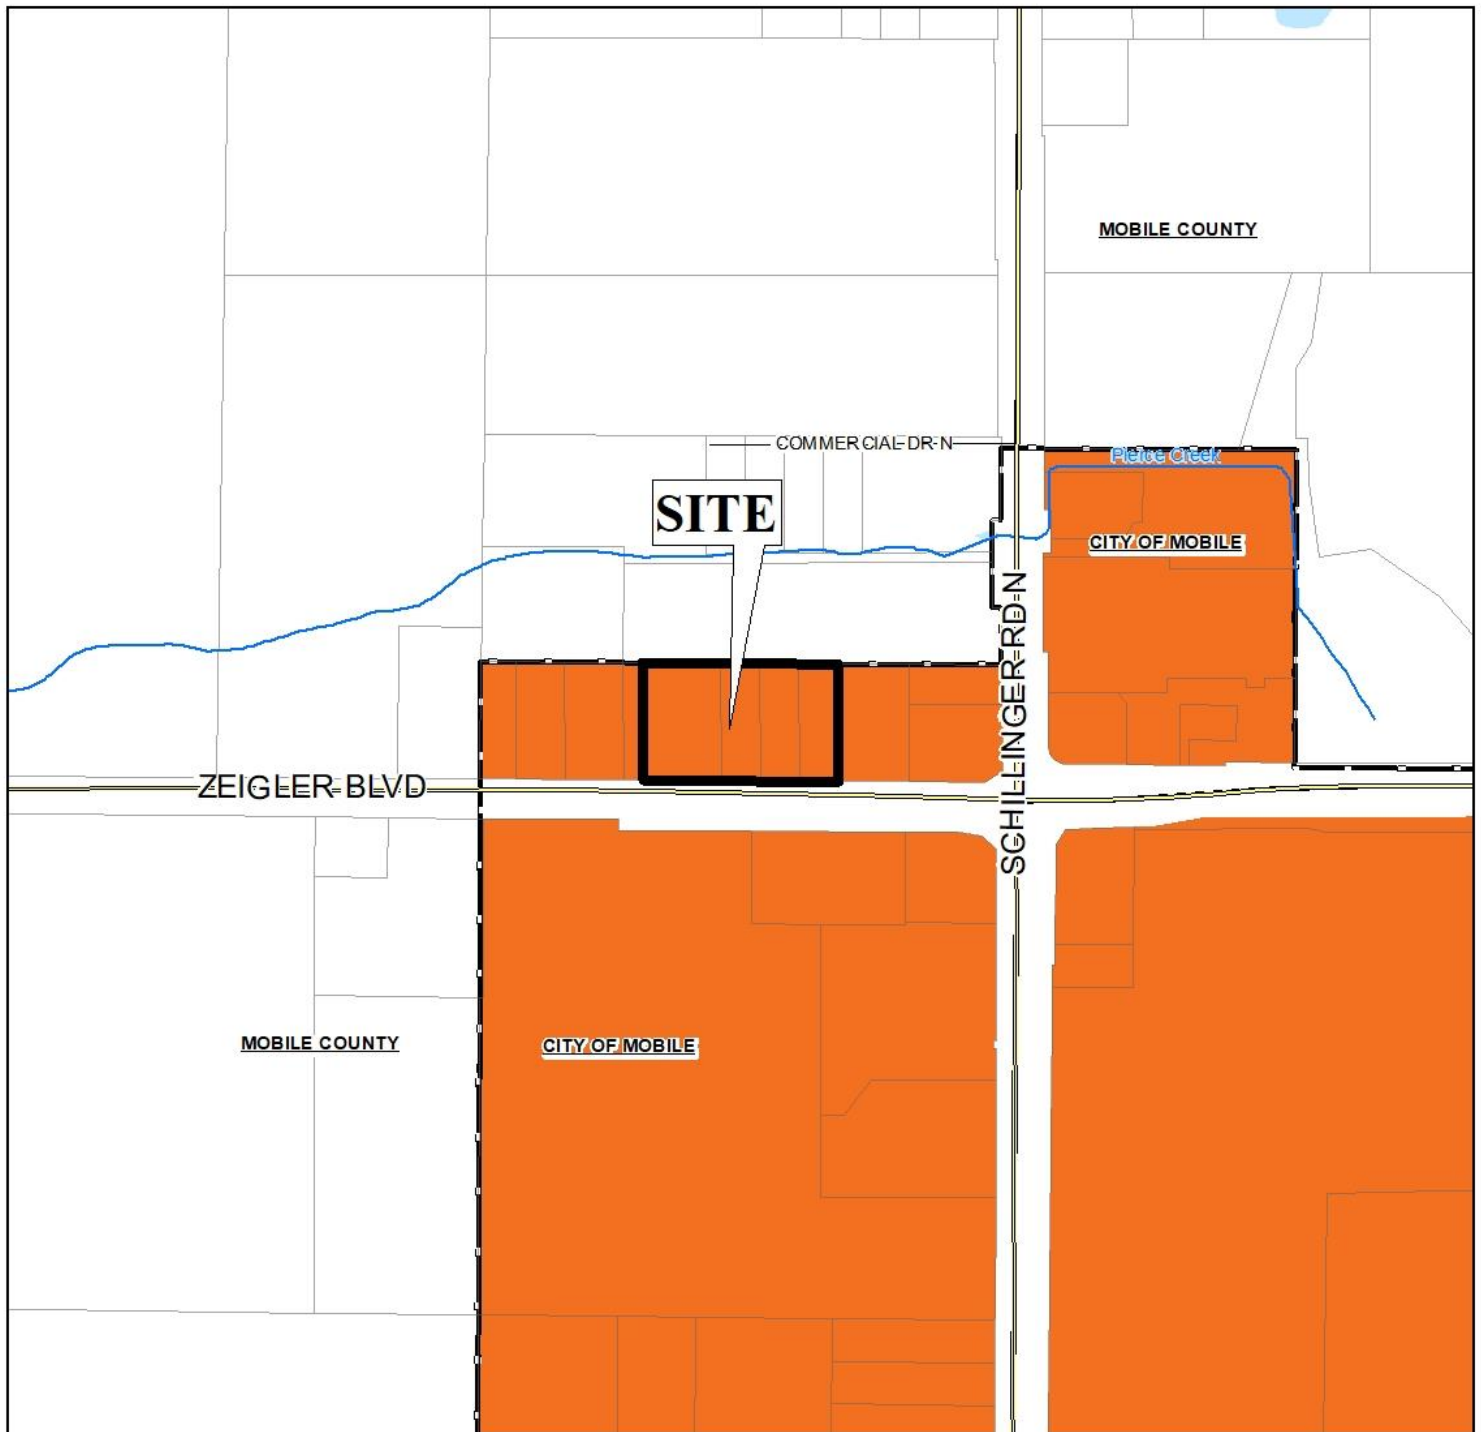 MOBILE COUNTY
COMMERCIAL DR N
Pierce Creek
SITE
CITY OF MOBILE
SCHILLINGER RD N
ZEIGLER BLVD
MOBILE COUNTY
CITY OF MOBILE